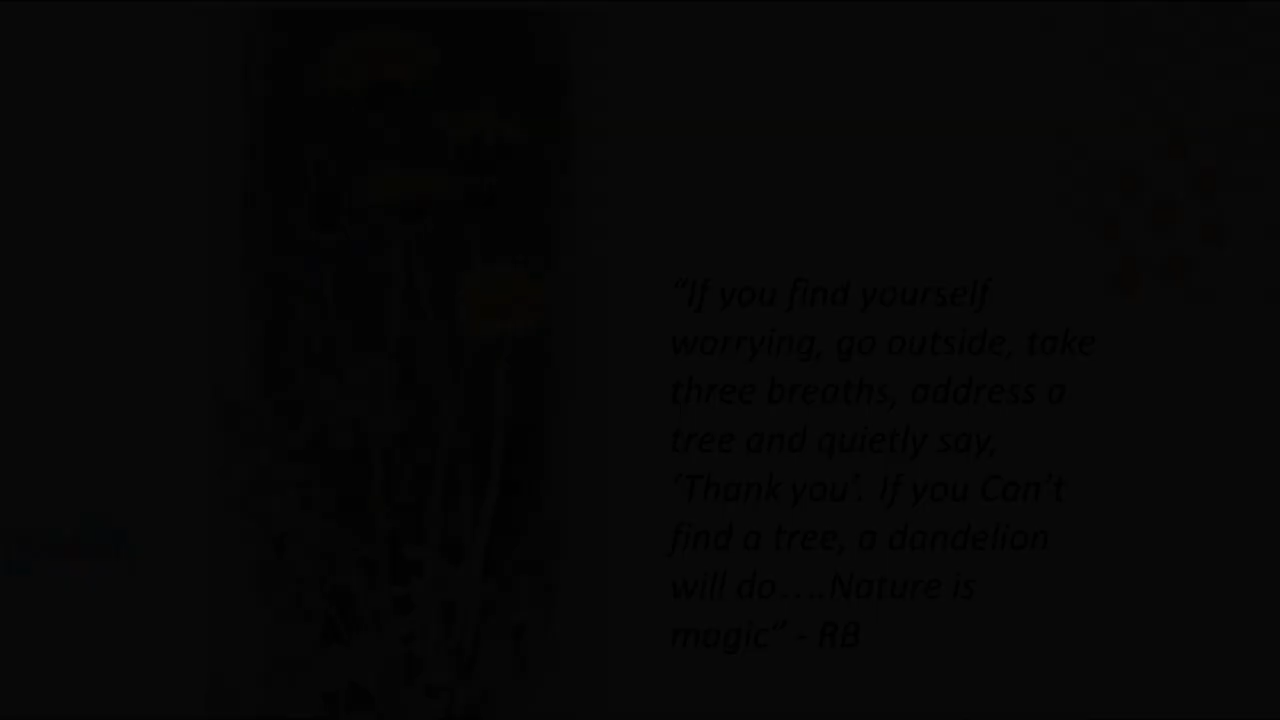 “If you find yourself
worrying, go outside, take
three breaths, address a
tree and quietly say,
‘Thank you’. If you Can’t
find a tree, a dandelion
will do....Nature is
magic” - RB